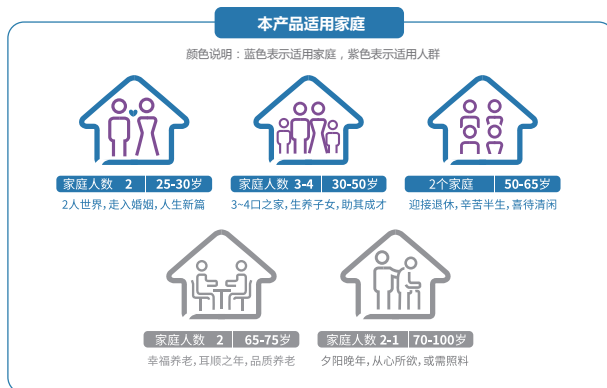 本产品适用家庭
颜色说明：蓝色表示适用家庭，紫色表示适用人群
家庭人数 2 25-30岁
2人世界,走入婚姻,人生新篇
家庭人数 3-4 30-50岁
3~4口之家,生养子女,助其成才
2个家庭 50-65岁
迎接退休,辛苦半生,喜待清闲
家庭人数 2 65-75岁
幸福养老,耳顺之年,品质养老
家庭人数 2-1 70-100岁
夕阳晚年,从心所欲,或需照料